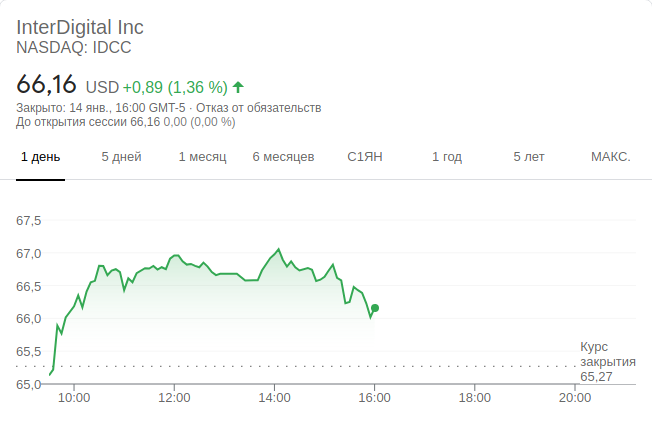 InterDigital Inc
NASDAQ: IDCC
66,16 USD +0,89 (1,36 %)
Закрыто: 14 янв., 16:00 GMT-5 · Отказ от обязательств
До открытия сессии 66,16 0,00 (0,00 %)
1 день 5 дней 1 месяц 6 месяцев С1ЯН 1 год 5 лет МАКС.
67,5
67,0
66,5
66,0
65,5
65,0
Курс
закрытия
65,27
10:00 12:00 14:00 16:00 18:00 20:00